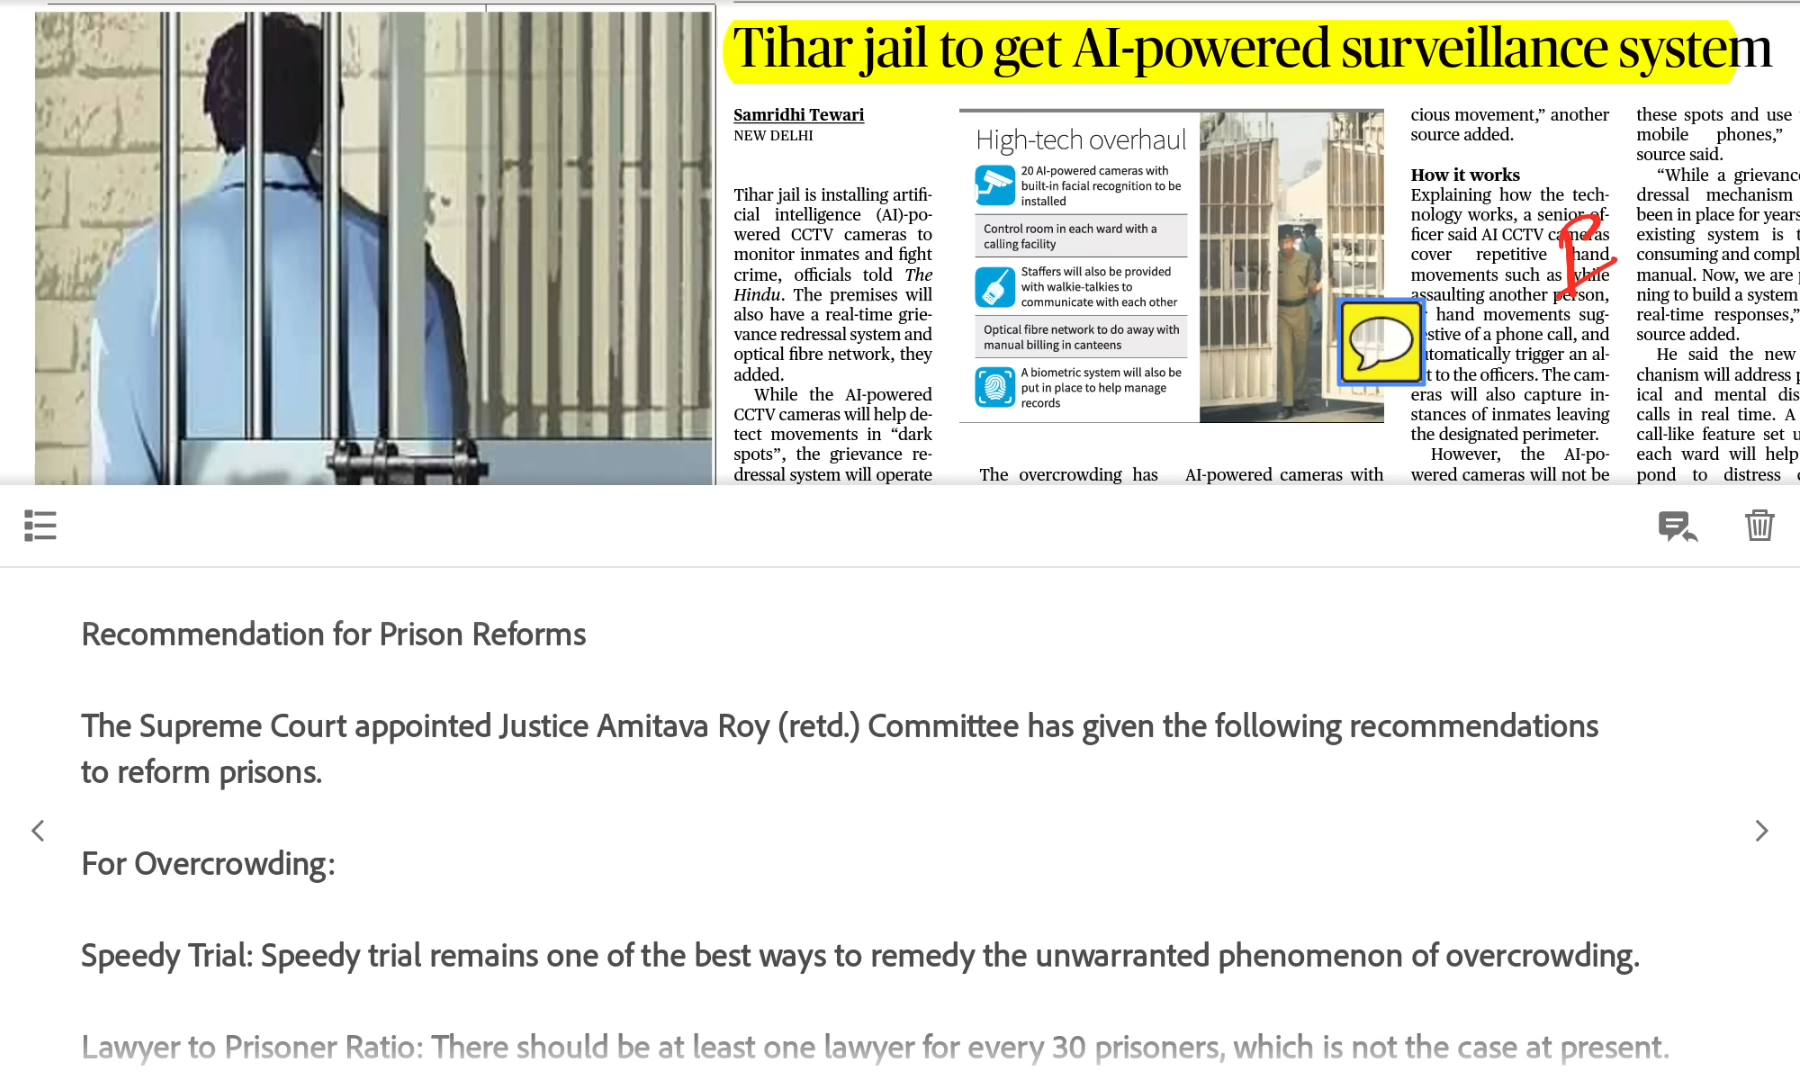 Tihar jail to get AI-powered surveillance system
Samridhi Tewari
NEW DELHI
Tihar jail is installing artifi-
cial intelligence (AI)-po-
wered CCTV cameras to
monitor inmates and fight
crime, officials told The
Hindu. The premises will
also have a real-time grie-
vance redressal system and
optical fibre network, they
added.
While the AI-powered
CCTV cameras will help de-
tect movements in “dark
spots”, the grievance re-
dressal system will operate
High-tech overhaul
20 AI-powered cameras with
built-in facial recognition to be
installed
Control room in each ward with a
calling facility
Staffers will also be provided
with walkie-talkies to
communicate with each other
Optical fibre network to do away with
manual billing in canteens
A biometric system will also be
put in place to help manage
records
The overcrowding has
AI-powered cameras with
cious movement,” another
source added.
How it works
Explaining how the tech-
nology works, a senior of-
ficer said AI CCTV cameras
cover repetitive hand
movements such as while
assaulting another person,
hand movements sug-
estive of a phone call, and
utomatically trigger an al-
t to the officers. The cam-
eras will also capture in-
stances of inmates leaving
the designated perimeter.
However, the AI-po-
wered cameras will not be
these spots and use
mobile phones,”
source said.
“While a grievanc
dressal mechanism
been in place for years
existing system is t
consuming and compl
manual. Now, we are p
ning to build a system
real-time responses,”
source added.
He said the new
chanism will address p
ical and mental dis
calls in real time. A
call-like feature set u
each ward will help
pond to distress c
Recommendation for Prison Reforms
The Supreme Court appointed Justice Amitava Roy (retd.) Committee has given the following recommendations
to reform prisons.
For Overcrowding:
Speedy Trial: Speedy trial remains one of the best ways to remedy the unwarranted phenomenon of overcrowding.
Lawyer to Prisoner Ratio: There should be at least one lawyer for every 30 prisoners, which is not the case at present.